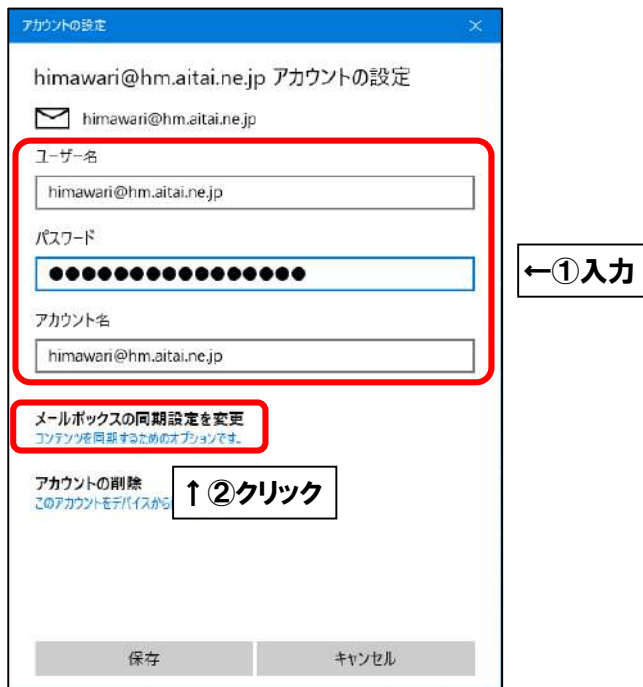 アカウントの設定
himawari@hm.aitai.ne.jp アカウントの設定
himawari@hm.aitai.ne.jp
ユーザー名
himawari@hm.aitai.ne.jp
パスワード
●●●●●●●●●●●●●●●●
←①入力
アカウント名
himawari@hm.aitai.ne.jp
メールボックスの同期設定を変更
コンテンツを同期するためのオプションです。
アカウントの削除
このアカウントをデバイスから
↑②クリック
保存
キャンセル